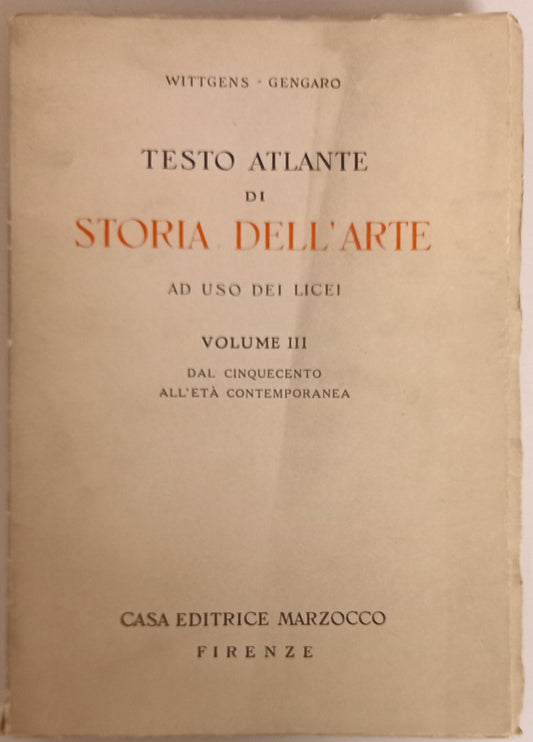 WITTGENS - GENGARO
TESTO ATLANTE
DI
STORIA DELL'ARTE
AD USO DEI LICEI
VOLUME III
DAL CINQUECENTO
ALL'ETÀ CONTEMPORANEA
CASA EDITRICE MARZOCCO
FIRENZE